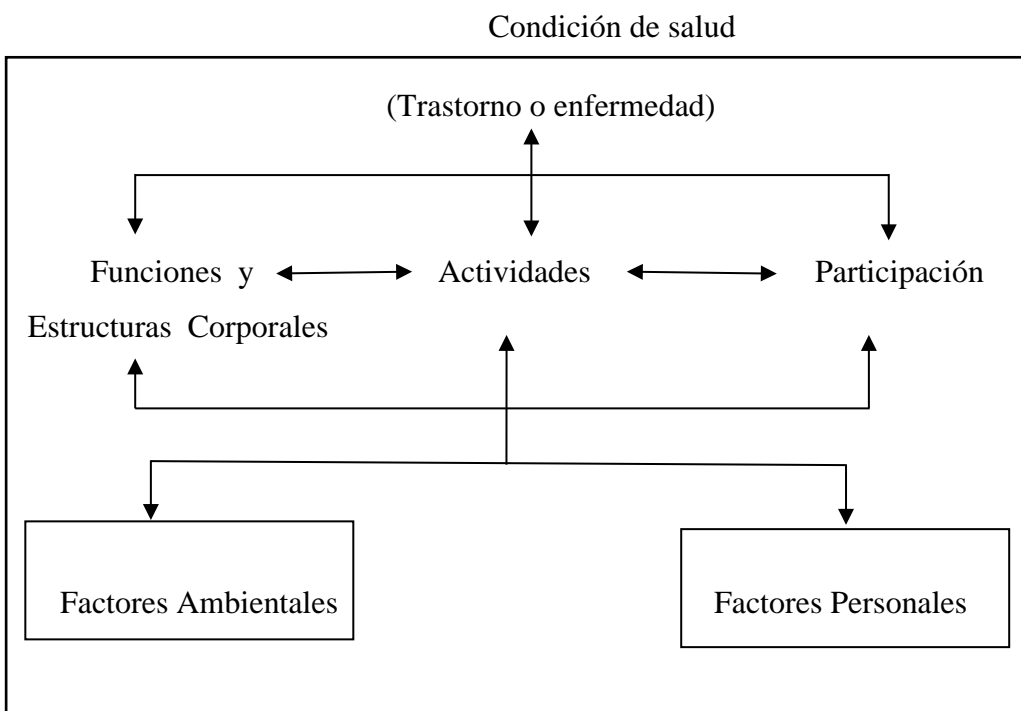 Condición de salud
(Trastorno o enfermedad)
Funciones y
Actividades
Participación
Estructuras Corporales
Factores Ambientales
Factores Personales